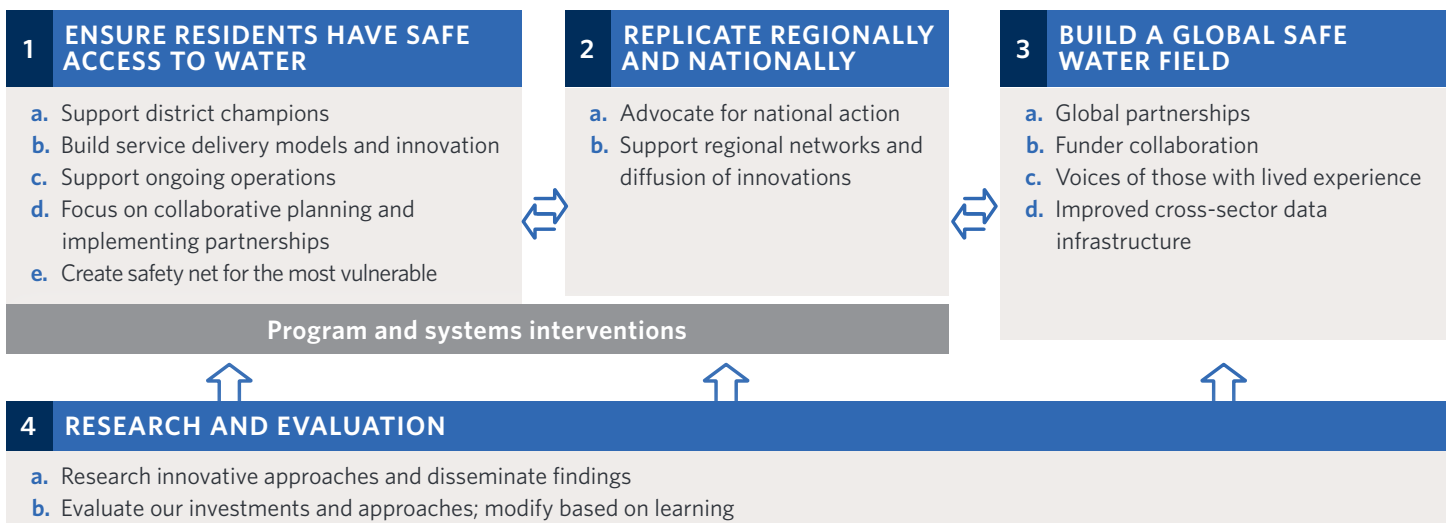 1 ENSURE RESIDENTS HAVE SAFE
ACCESS TO WATER
a. Support district champions
b. Build service delivery models and innovation
c. Support ongoing operations
d. Focus on collaborative planning and
implementing partnerships
e. Create safety net for the most vulnerable
2 REPLICATE REGIONALLY
AND NATIONALLY
a. Advocate for national action
b. Support regional networks and
diffusion of innovations
3 BUILD A GLOBAL SAFE
WATER FIELD
a. Global partnerships
b. Funder collaboration
c. Voices of those with lived experience
d. Improved cross-sector data
infrastructure
Program and systems interventions
4 RESEARCH AND EVALUATION
a. Research innovative approaches and disseminate findings
b. Evaluate our investments and approaches; modify based on learning